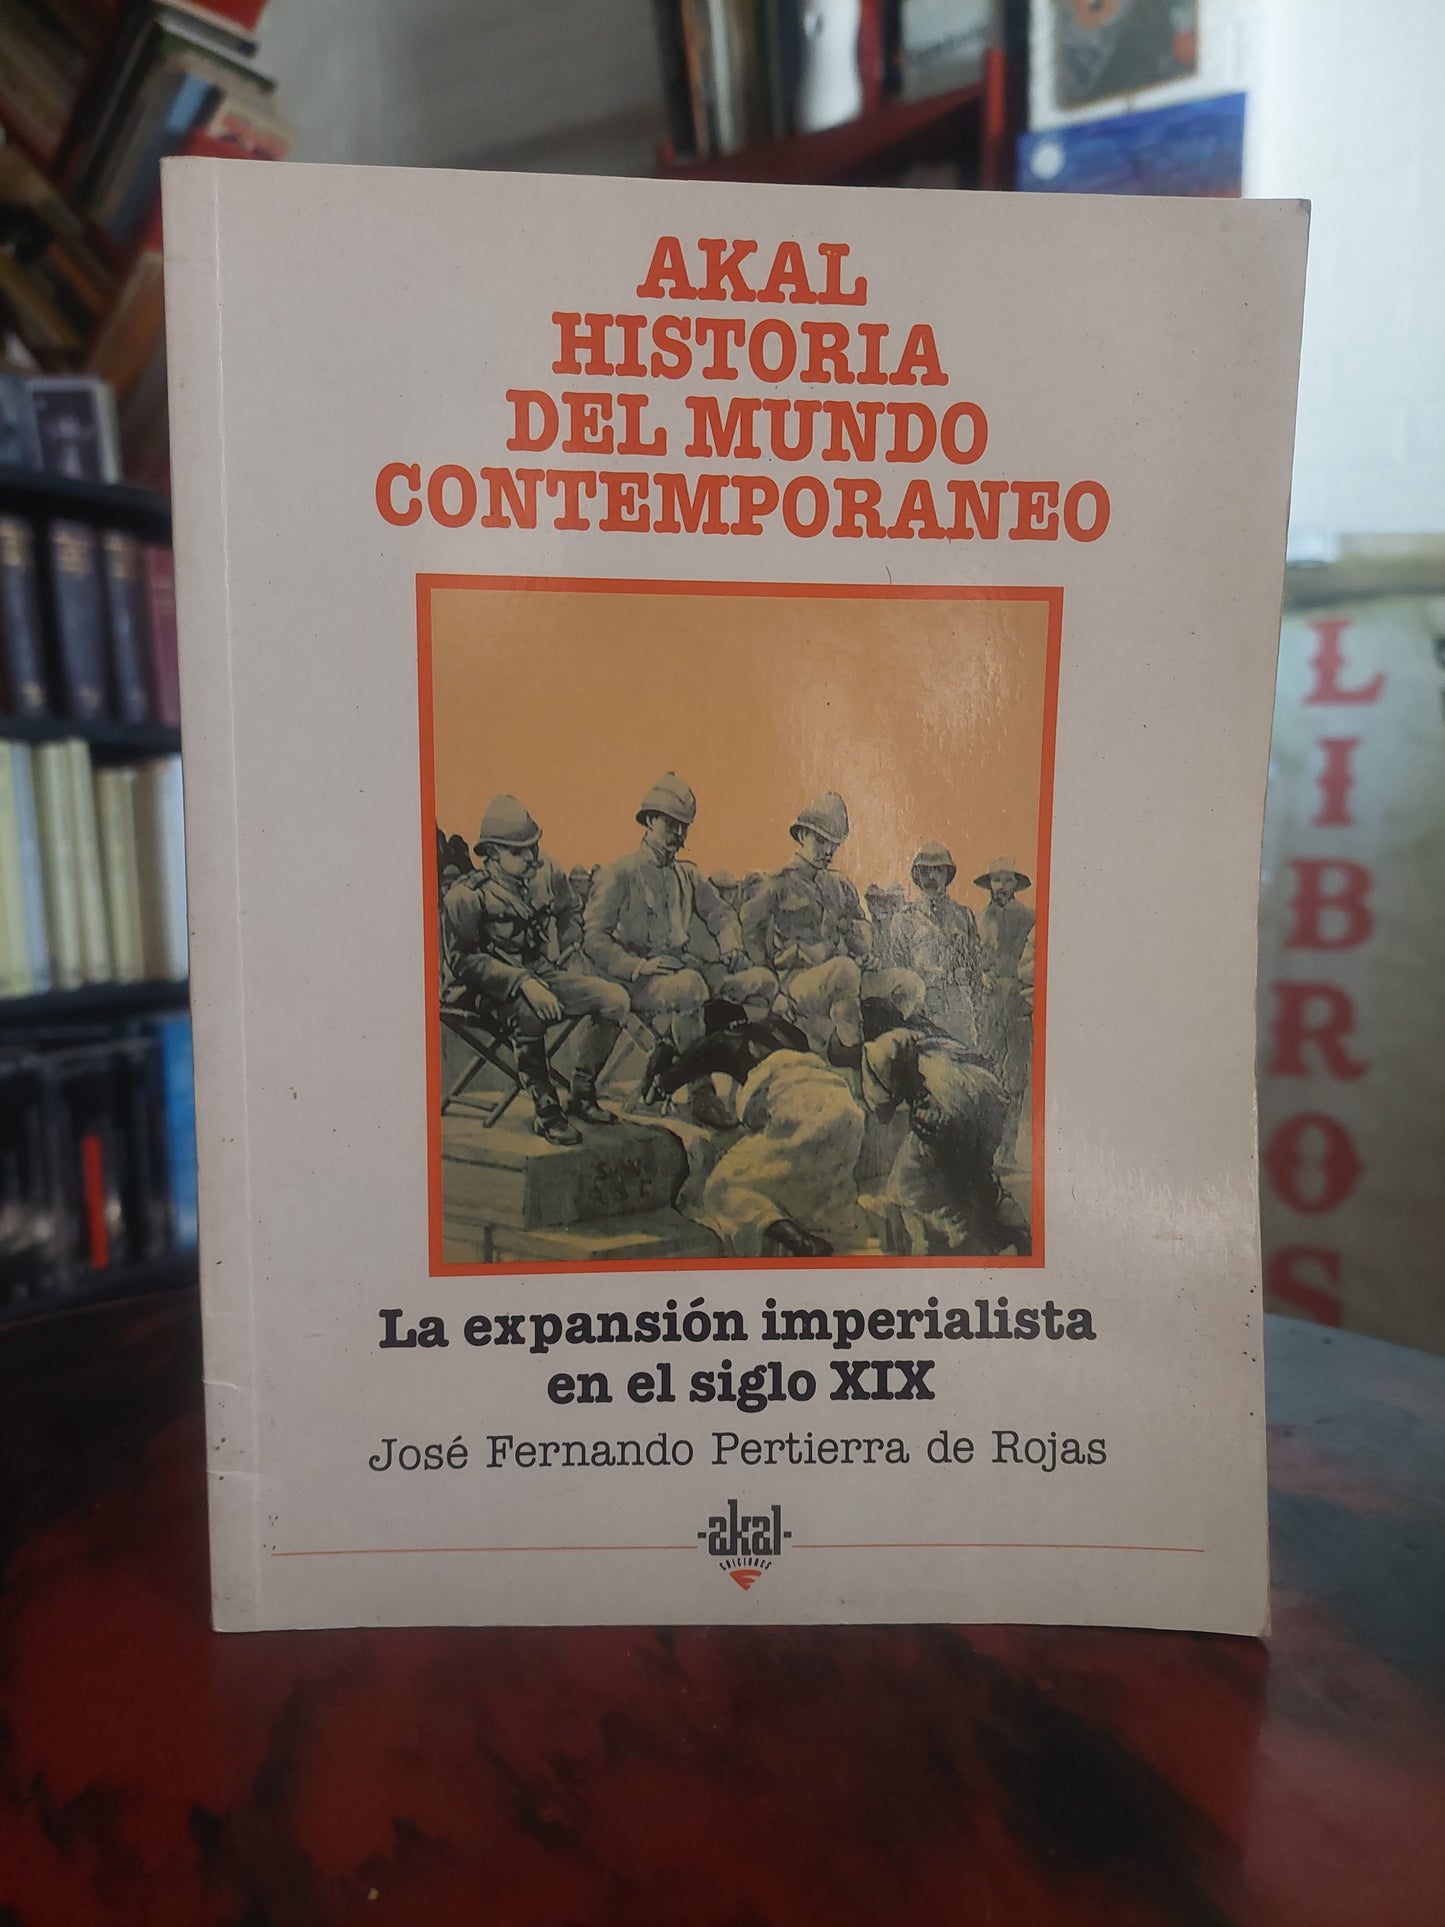 AKAL
HISTORIA
DEL MUNDO
CONTEMPORANEO
La expansión imperialista
en el siglo XIX
José Fernando Pertierra de Rojas
-akal-
EDICIONES
LIBROS